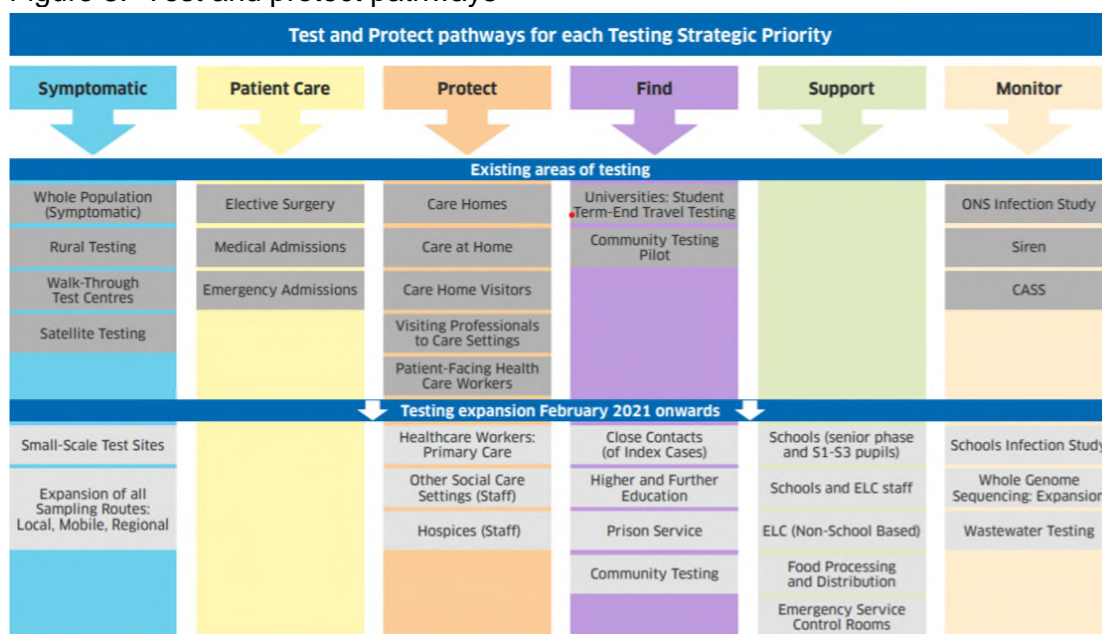 Figure Test and protect pathways
Test and Protect pathways for each Testing Strategic Priority
Symptomatic
Patient Care
Protect
Find
Support
Monitor
Existing areas of testing
Whole Population
(Symptomatic)
Rural Testing
Walk-Through
Test Centres
Satellite Testing
Elective Surgery
Medical Admissions
Emergency Admissions
Care Homes
Care at Home
Care Home Visitors
Visiting Professionals
to Care Settings
Patient-Facing Health
Care Workers
Universities: Student
Term-End Travel Testing
Community Testing
Pilot
ONS Infection Study
Siren
CASS
Testing expansion February 2021 onwards
Small-Scale Test Sites
Expansion of all
Sampling Routes:
Local, Mobile, Regional
Healthcare Workers:
Primary Care
Other Social Care
Settings (Staff)
Hospices (Staff)
Close Contacts
(of Index Cases)
Higher and Further
Education
Prison Service
Community Testing
Schools (senior phase
and S1-S3 pupils)
Schools and ELC staff
ELC (Non-School Based)
Food Processing
and Distribution
Emergency Service
Control Rooms
Schools Infection Study
Whole Genome
Sequencing: Expansion
Wastewater Testing